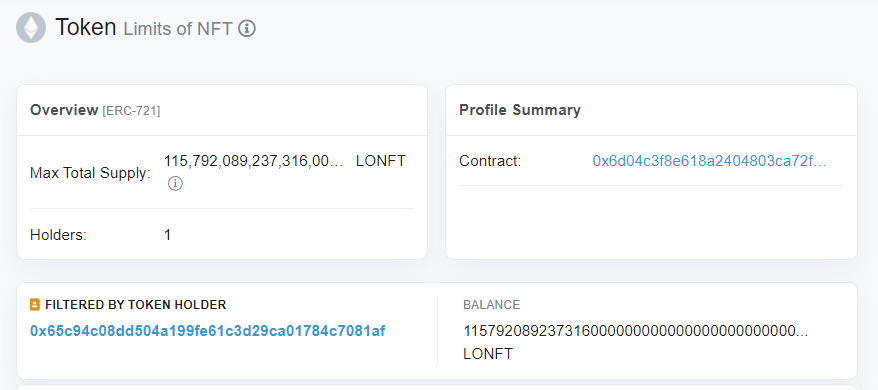 Token Limits of NFT
Overview [ERC-721]
Max Total Supply: 115,792,089,237,316,00... LONFT
Holders: 1
Profile Summary
Contract: 0x6d04c3f8e618a2404803ca72f...
FILTERED BY TOKEN HOLDER
0x65c94c08dd504a199fe61c3d29ca01784c7081af
BALANCE
11579208923731600000000000000000000000...
LONFT